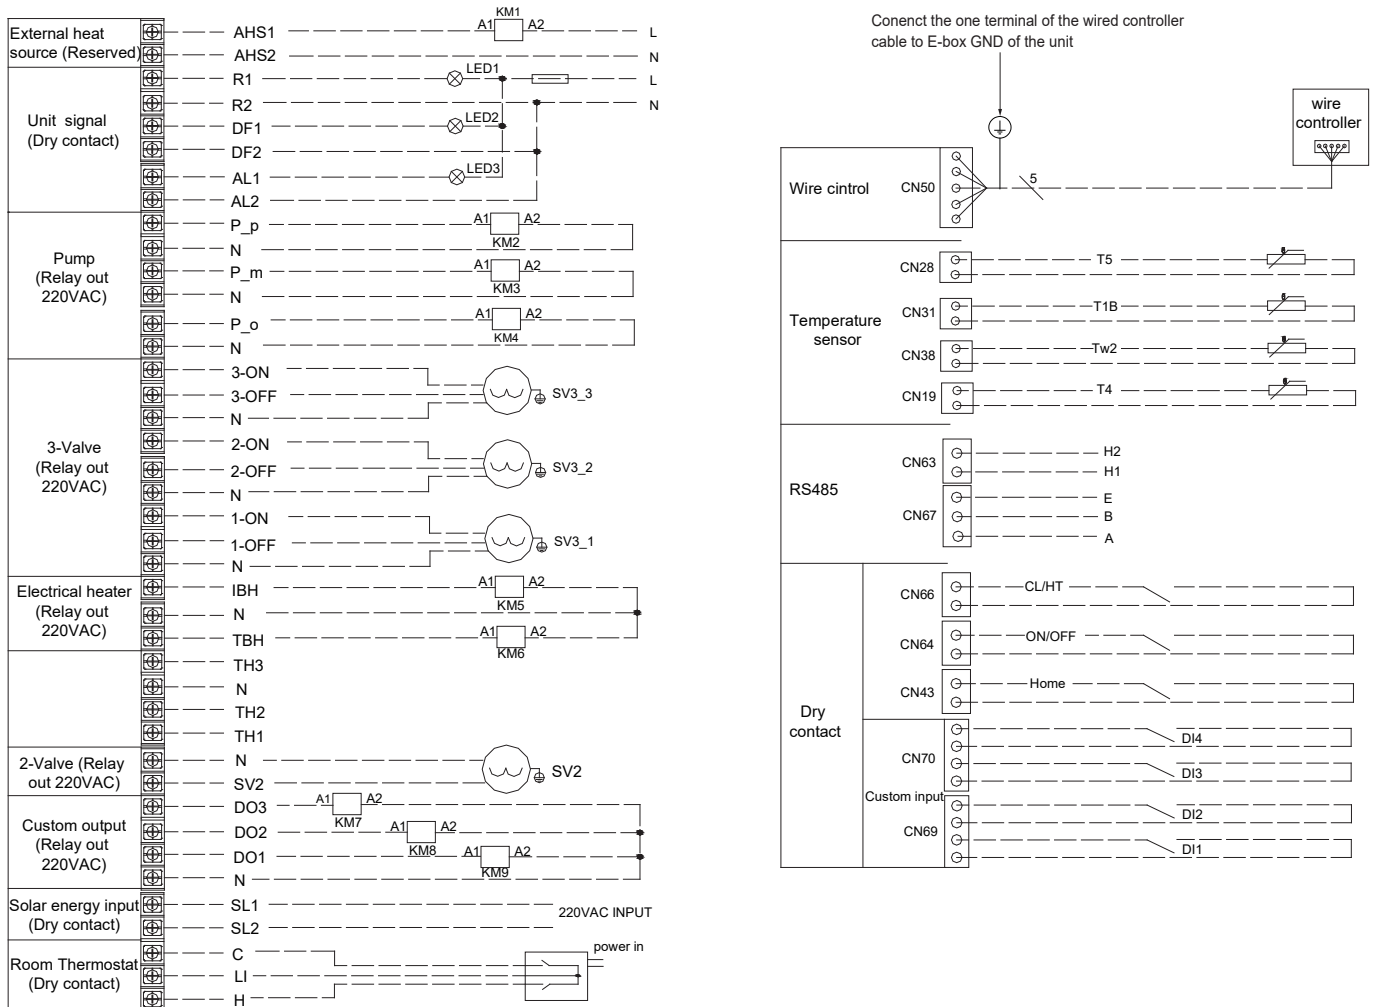 External heat
source (Reserved)
AHS1
A1
KM1
A2
L
AHS2
N
Unit signal
(Dry contact)
R1
LED1
L
R2
N
DF1
LED2
DF2
AL1
LED3
AL2
Pump
(Relay out
220VAC)
P_p
A1
A2
KM2
N
P_m
A1
A2
KM3
N
P_o
A1
A2
KM4
N
3-Valve
(Relay out
220VAC)
3-ON
3-OFF
SV3_3
N
2-ON
2-OFF
SV3_2
N
1-ON
1-OFF
SV3_1
N
Electrical heater
(Relay out
220VAC)
IBH
A1
A2
KM5
N
TBH
A1
A2
KM6
TH3
N
TH2
TH1
2-Valve (Relay
out 220VAC)
N
SV2
SV2
Custom output
(Relay out
220VAC)
DO3
A1
A2
KM7
DO2
A1
A2
KM8
DO1
A1
A2
KM9
N
Solar energy input
(Dry contact)
SL1
SL2
220VAC INPUT
Room Thermostat
(Dry contact)
C
LI
H
power in
Conenct the one terminal of the wired controller
cable to E-box GND of the unit
wire
controller
Wire cintrol
CN50
5
Temperature
sensor
CN28
T5
CN31
T1B
CN38
Tw2
CN19
T4
RS485
CN63
H2
H1
CN67
E
B
A
Dry
contact
CN66
CL/HT
CN64
ON/OFF
CN43
Home
Custom input
CN70
DI4
DI3
CN69
DI2
DI1